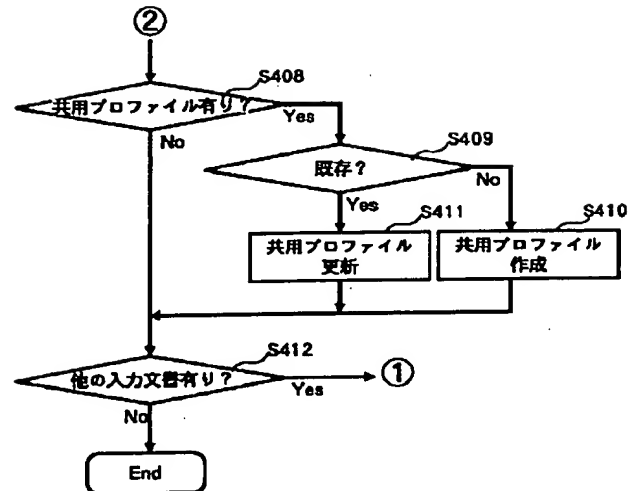 ②
S408
共用プロファイル有り？
Yes
No
S409
既存？
No
Yes
S411
S410
共用プロファイル
更新
共用プロファイル
作成
S412
他の入力文書有り？
Yes
①
No
End